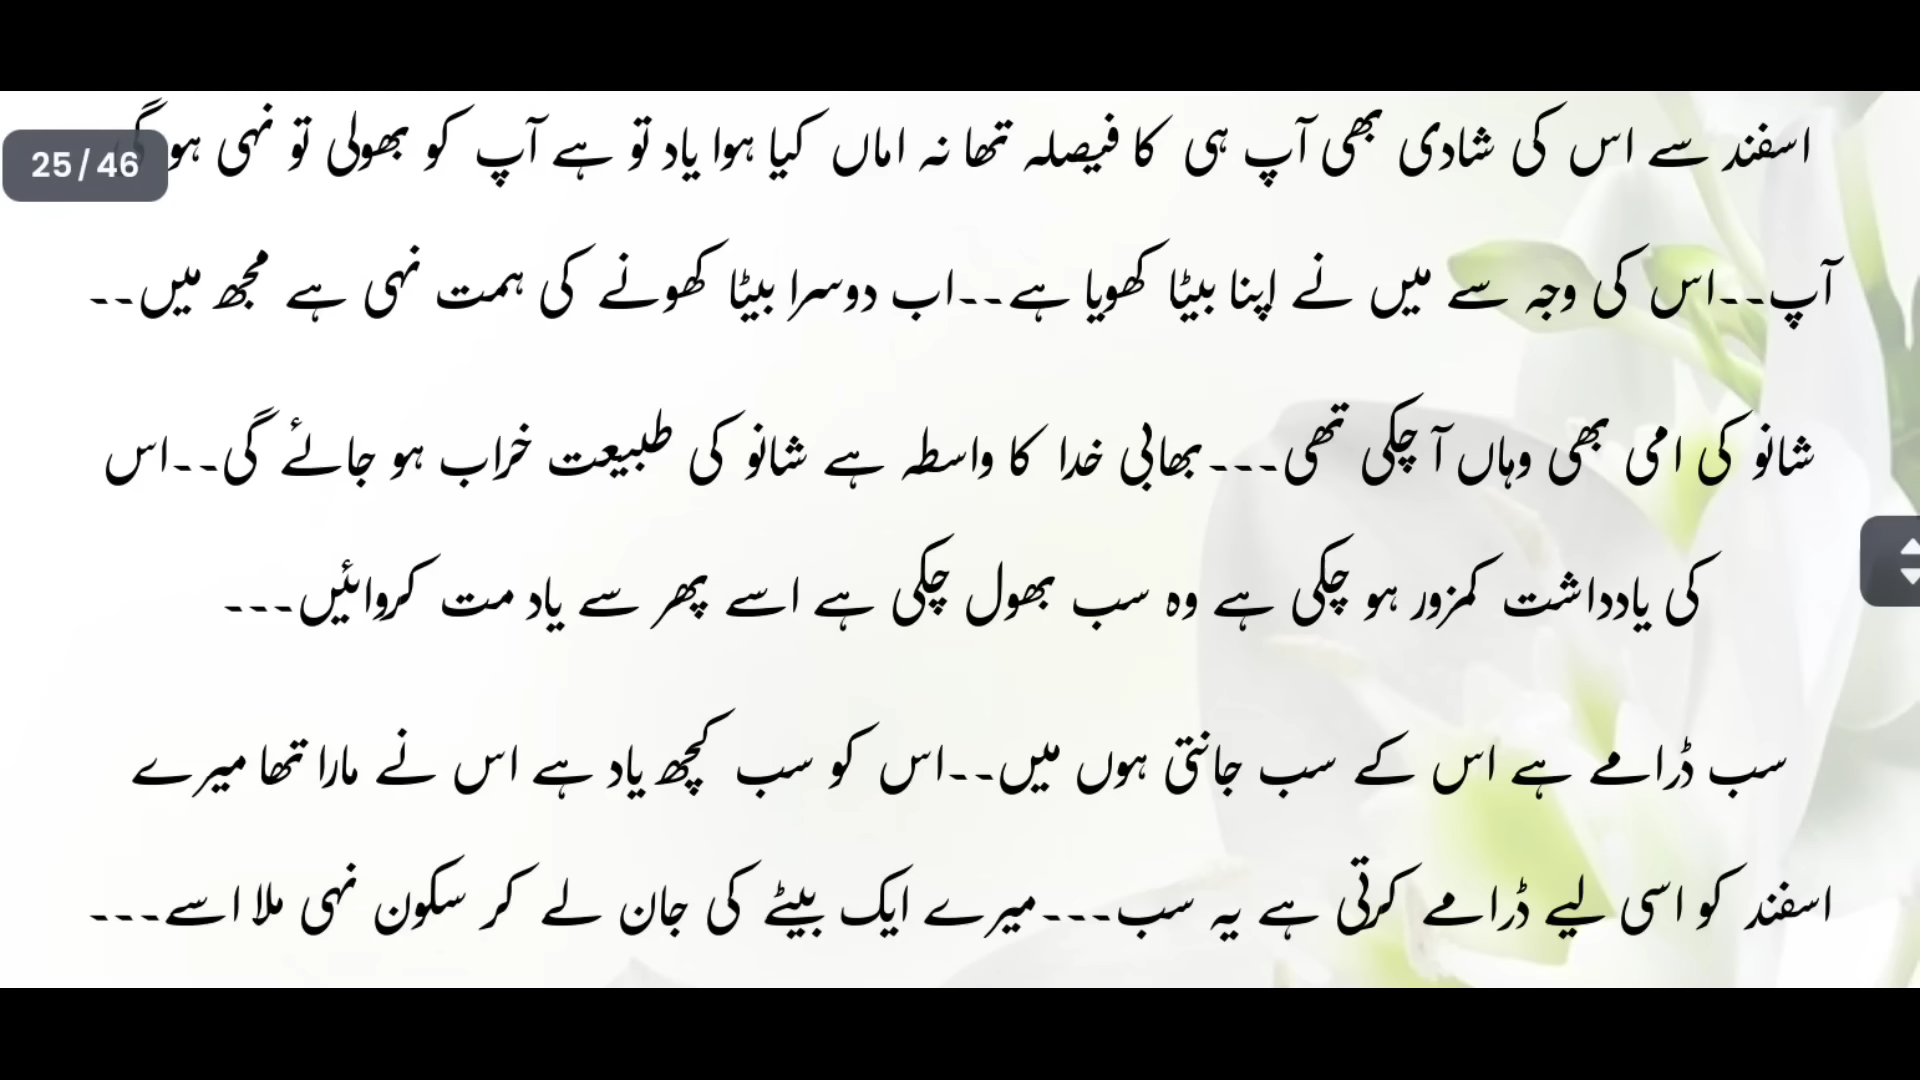 اسفند سے اس کی شادی بھی آپ ہی کا فیصلہ تھا نہ اماں کیا ہوا یاد تو ہے آپ کو بھولی تو نہی ہو گی
25/46
آپ۔۔اس کی وجہ سے میں نے اپنا بیٹا کھویا ہے۔۔اب دوسرا بیٹا کھونے کی ہمت نہی ہے مجھ میں۔۔
شانو کی امی بھی وہاں آ چکی تھی۔۔۔بھابی خدا کا واسطہ ہے شانو کی طبیعت خراب ہو جائے گی۔۔اس
کی یادداشت کمزور ہو چکی ہے وہ سب بھول چکی ہے اسے پھر سے یاد مت کروائیں۔۔۔
سب ڈرامے ہے اس کے سب جانتی ہوں میں۔۔اس کو سب کچھ یاد ہے اس نے مارا تھا میرے
اسفند کو اسی لیے ڈرامے کرتی ہے یہ سب۔۔۔میرے ایک بیٹے کی جان لے کر سکون نہی ملا اسے۔۔۔